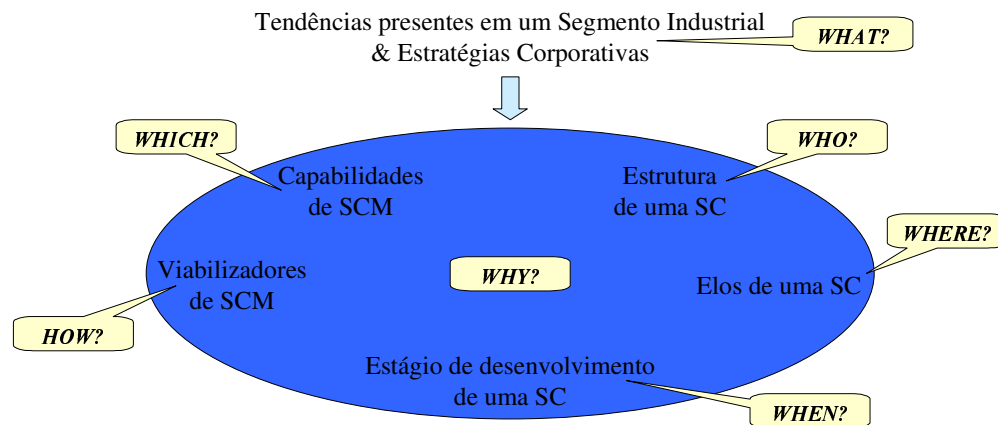 Tendências presentes em um Segmento Industrial
& Estratégias Corporativas
WHAT?
WHICH?
WHO?
Capabilidades
de SCM
Estrutura
de uma SC
WHERE?
Viabilizadores
de SCM
WHY?
Elos de uma SC
HOW?
Estágio de desenvolvimento
de uma SC
WHEN?